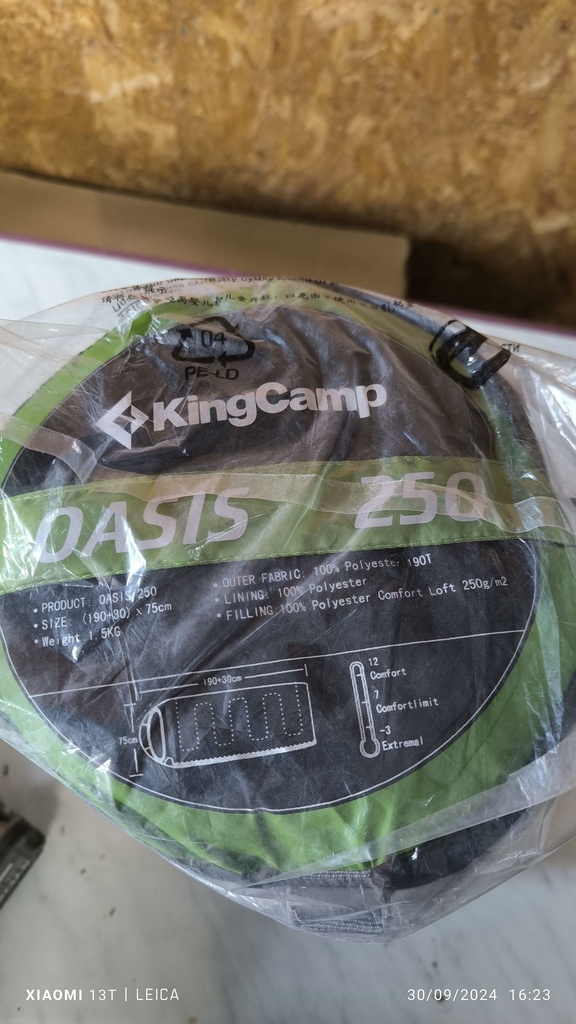 04
PE-LD
KingCamp
OASIS 250
• PRODUCT: OASIS 250
• SIZE: (190+30) x 75cm
• Weight 1.5KG
• OUTER FABRIC: 100% Polyester 190T
• LINING: 100% Polyester
• FILLING:100% Polyester Comfort Loft 250g/m2
190+30cm
75cm
12
Comfort
7
Comfortlimit
-3
Extremal
XIAOMI 13T | LEICA
30/09/2024 16:23